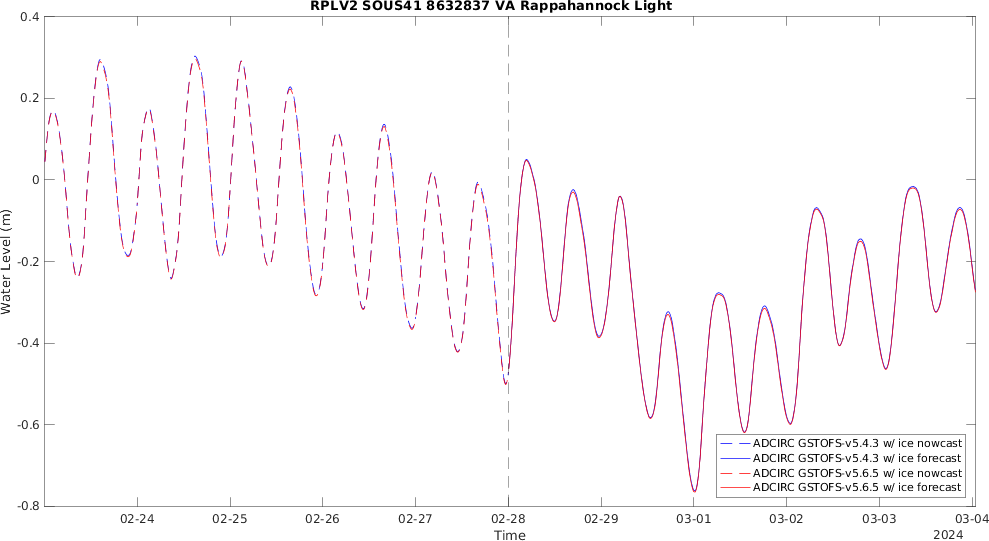 RPLV2 SOUS41 8632837 VA Rappahannock Light
Water Level (m)
0.4
0.2
0
-0.2
-0.4
-0.6
-0.8
ADCIRC GSTOFS-v5.4.3 w/ ice nowcast
ADCIRC GSTOFS-v5.4.3 w/ ice forecast
ADCIRC GSTOFS-v5.6.5 w/ ice nowcast
ADCIRC GSTOFS-v5.6.5 w/ ice forecast
02-24 02-25 02-26 02-27 02-28 02-29 03-01 03-02 03-03 03-04
Time
2024